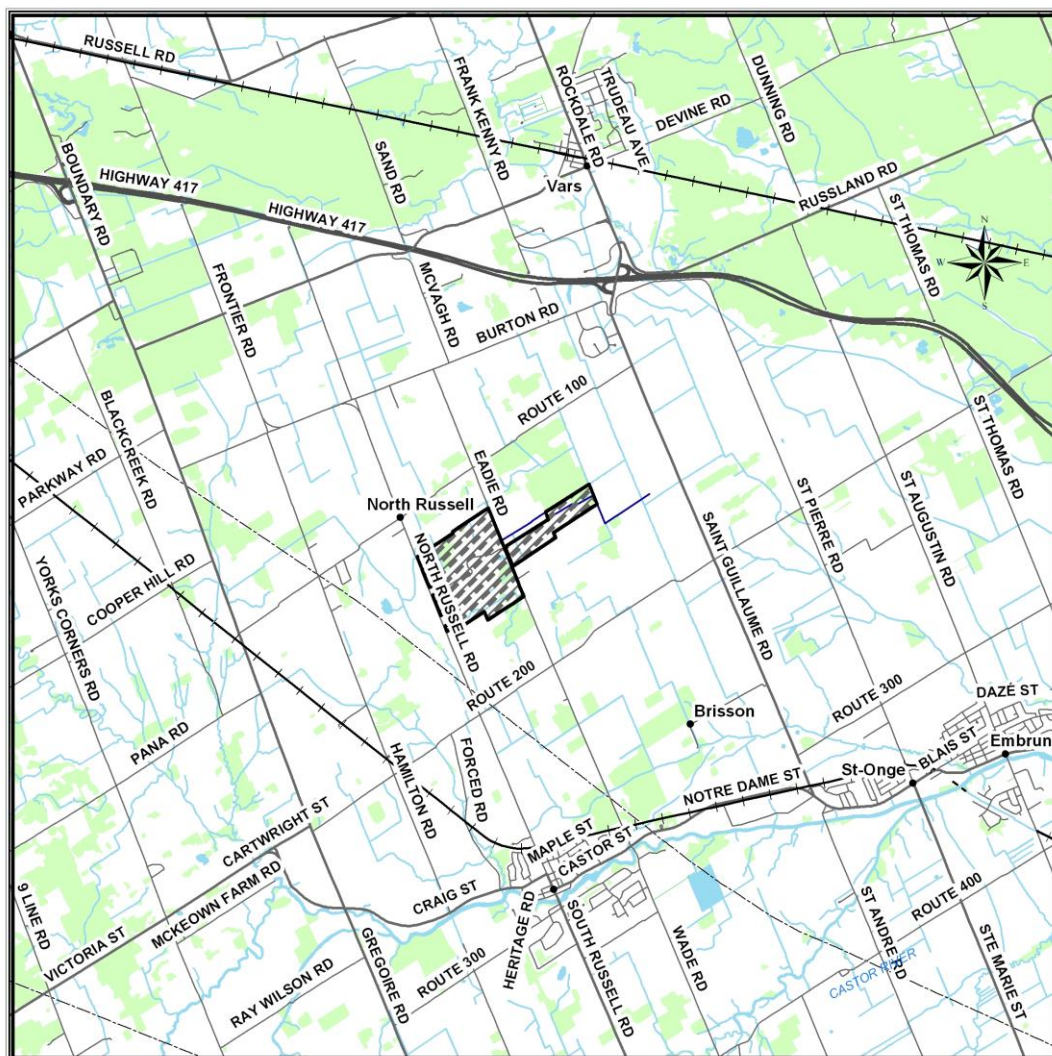 RUSSELL RD
FRANK KENNY RD
ROCKDALE RD
TRUDEAU AVE
DEVINE RD
DUNNING RD
BOUNDARY RD
HIGHWAY 417
SAND RD
Vars
RUSSLAND RD
HIGHWAY 417
ST THOMAS RD
N
W
E
S
FRONTIER RD
MCVAGH RD
BURTON RD
ROUTE 100
BLACKCREEK RD
PARKWAY RD
EADIE RD
North Russell
ST THOMAS RD
ST AUGUSTIN RD
ST PIERRE RD
SAINT GUILLAUME RD
COOPER HILL RD
YORKS CORNERS RD
NORTH RUSSELL RD
ROUTE 200
PANA RD
Brisson
ROUTE 300
DAZÉ ST
BLAIS ST
Embrun
St-Onge
HAMILTON RD
FORCED RD
NOTRE DAME ST
MAPLE ST
CASTOR ST
CARTWRIGHT ST
MCKEOWN FARM RD
CRAIG ST
9 LINE RD
VICTORIA ST
RAY WILSON RD
GREGOIRE RD
ROUTE 300
HERITAGE RD
SOUTH RUSSELL RD
WADE RD
ST ANDRE RD
ROUTE 400
CASTOR RIVER
STE MARIE ST